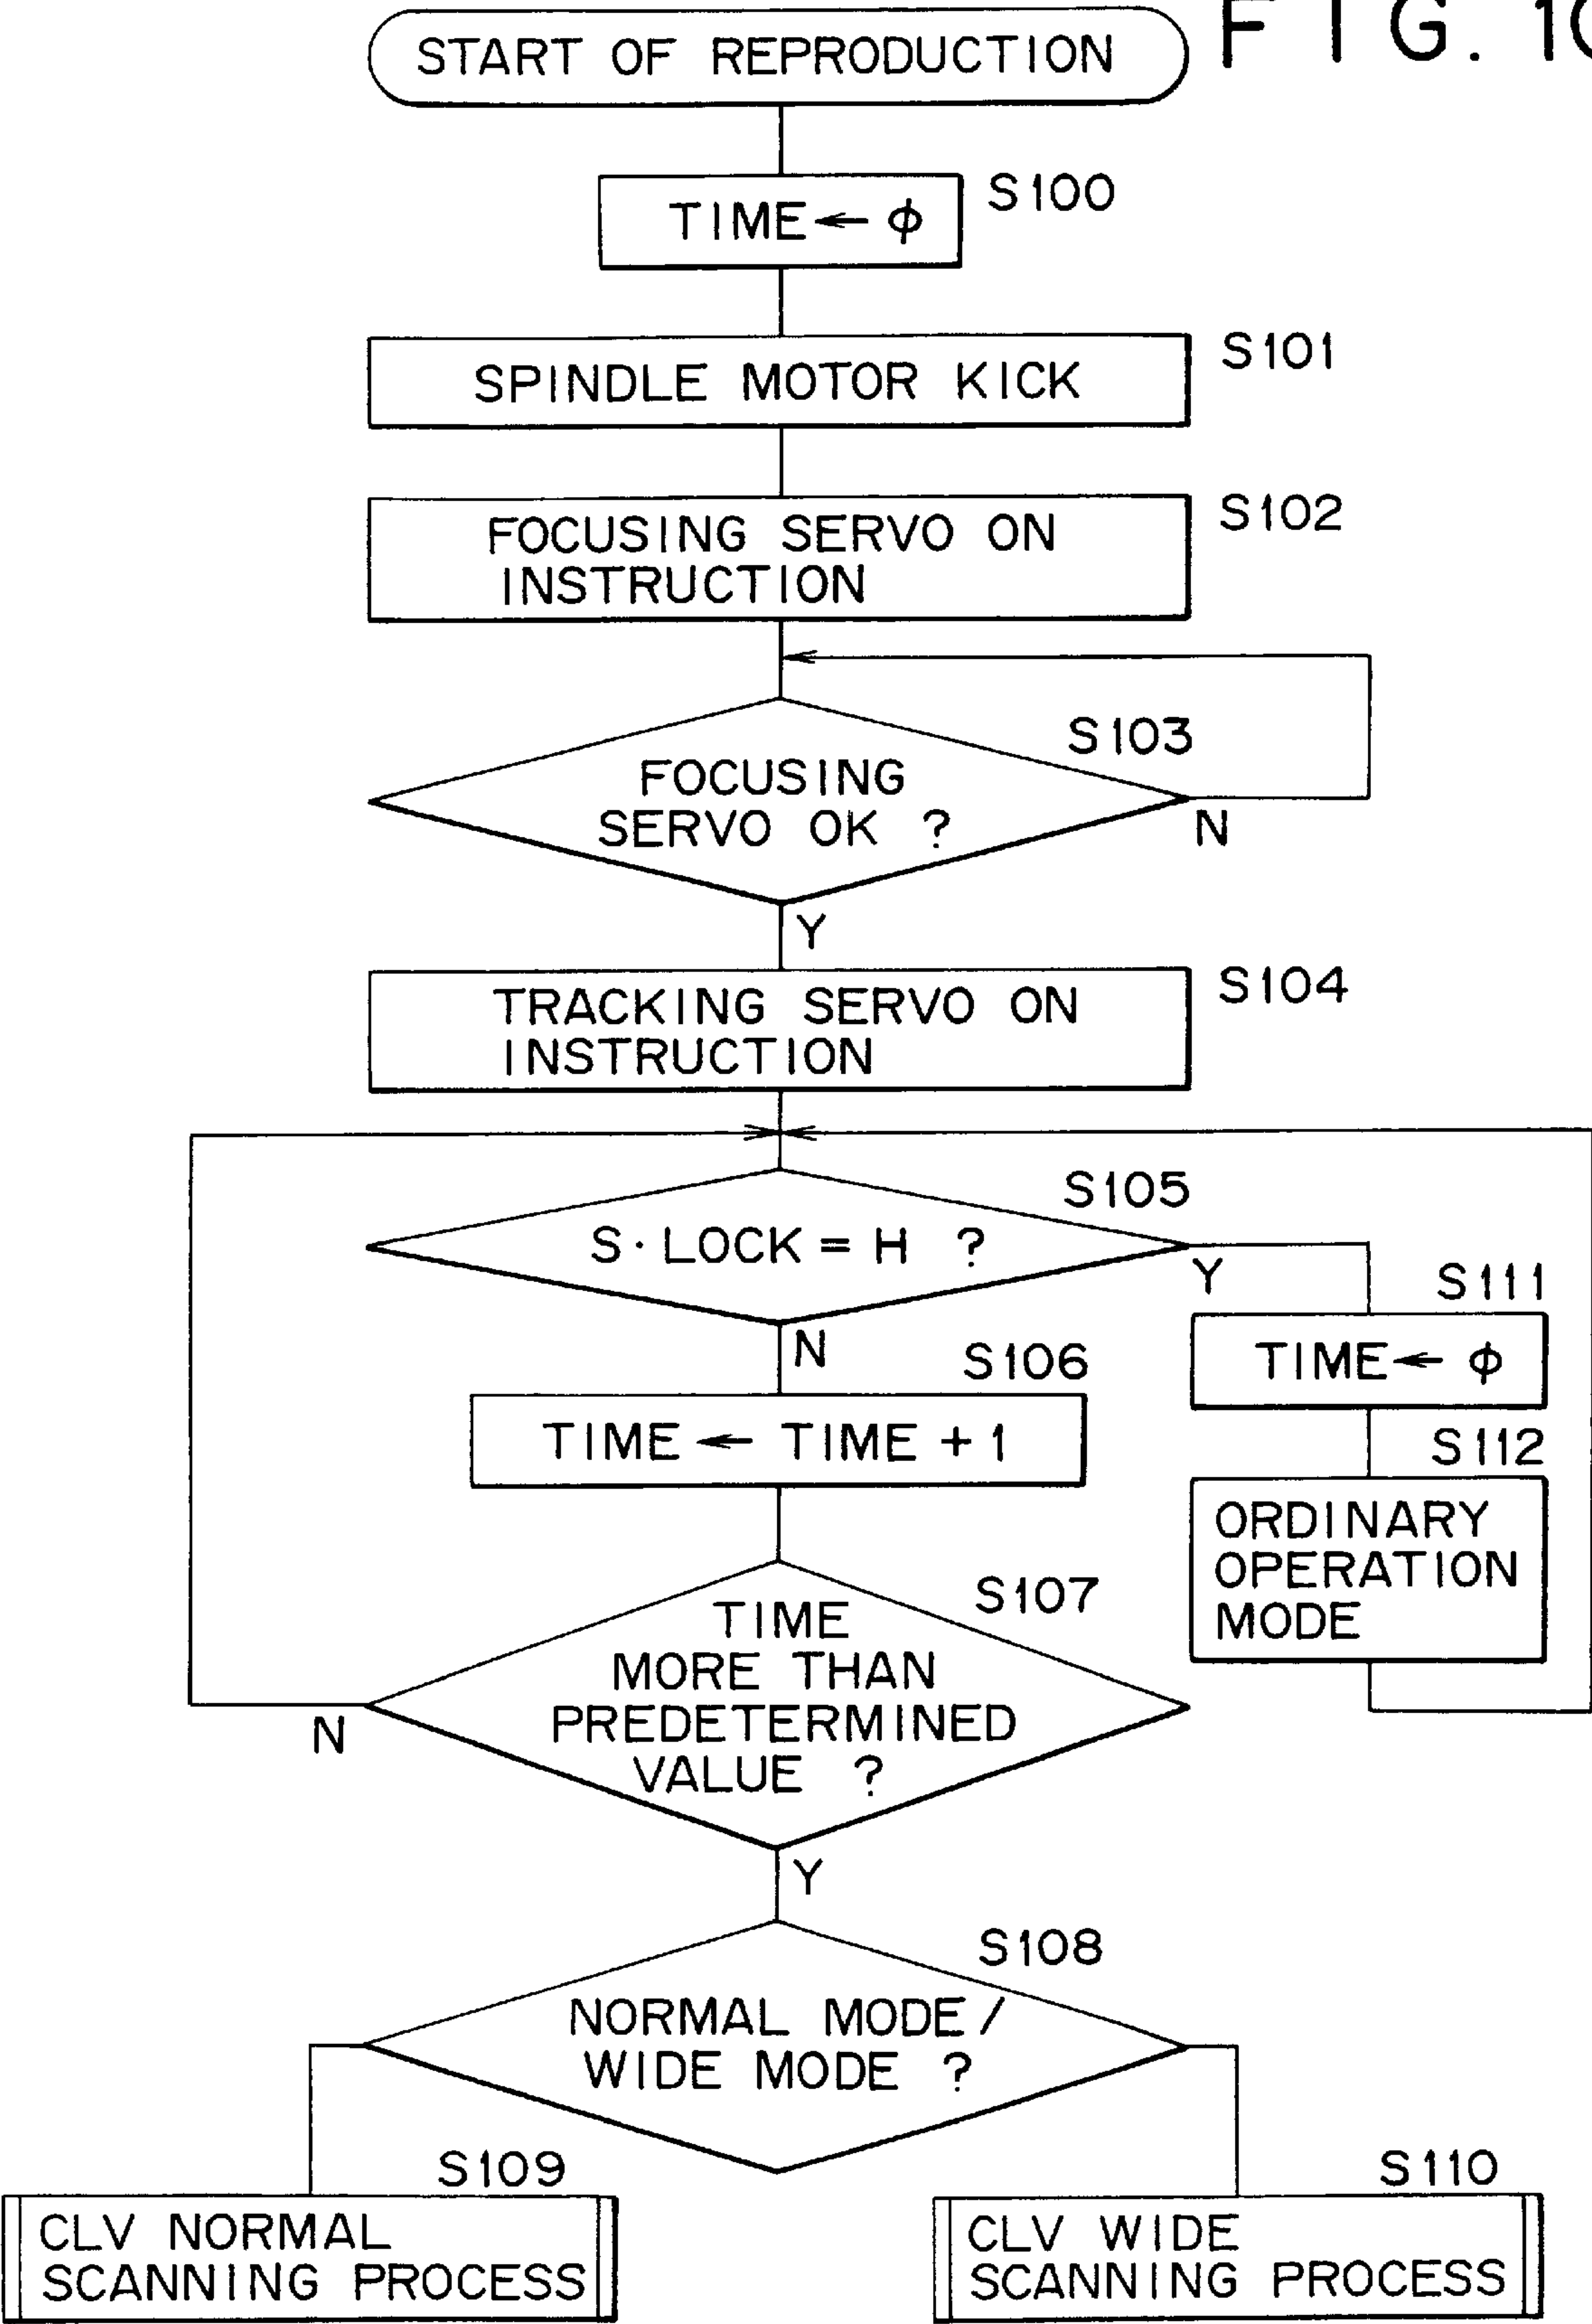 START OF REPRODUCTION
FIG. 10
S100
TIME ← ϕ
S101
SPINDLE MOTOR KICK
S102
FOCUSING SERVO ON
INSTRUCTION
S103
FOCUSING
SERVO OK ?
N
Y
S104
TRACKING SERVO ON
INSTRUCTION
S105
S·LOCK = H ?
Y
N
S111
TIME ← ϕ
S106
TIME ← TIME + 1
S112
ORDINARY
OPERATION
MODE
S107
TIME
MORE THAN
PREDETERMINED
VALUE ?
N
Y
S108
NORMAL MODE /
WIDE MODE ?
S109
CLV NORMAL
SCANNING PROCESS
S110
CLV WIDE
SCANNING PROCESS